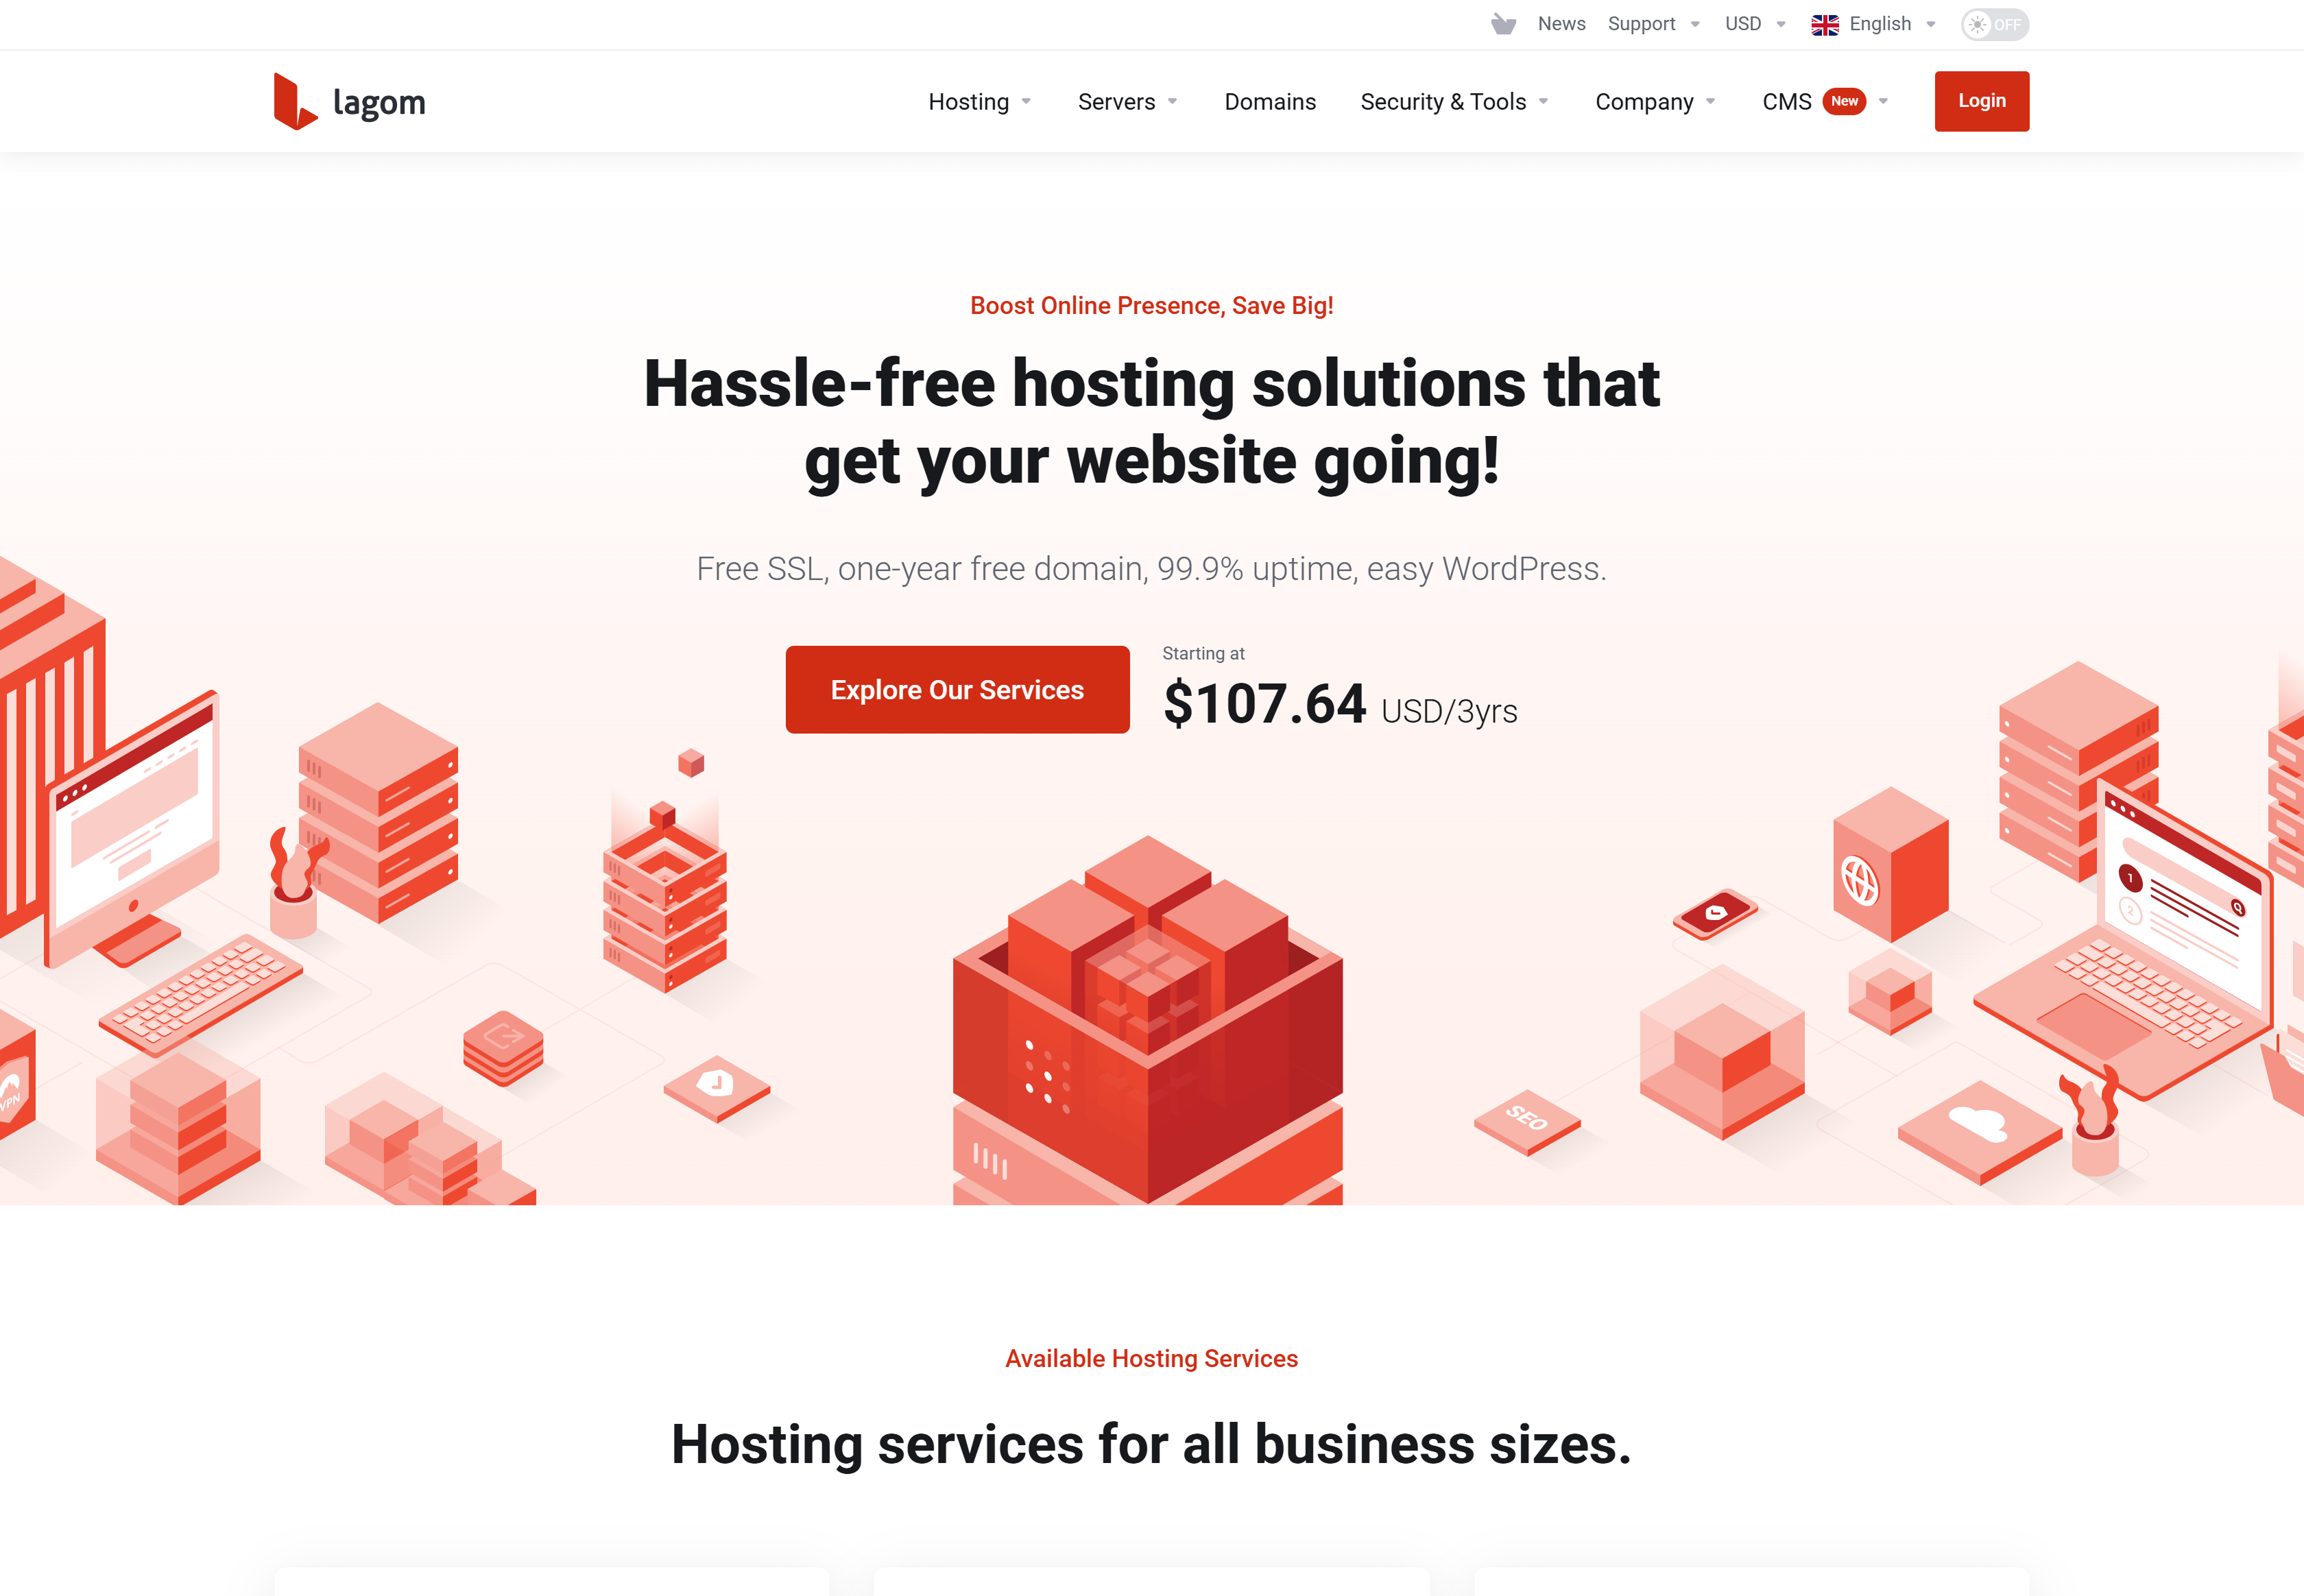 News Support USD English OFF
lagom
Hosting Servers Domains Security & Tools Company CMS New Login
Boost Online Presence, Save Big!
Hassle-free hosting solutions that
get your website going!
Free SSL, one-year free domain, 99.9% uptime, easy WordPress.
Explore Our Services
Starting at
$107.64 USD/3yrs
1
2
VPN
SEO
Available Hosting Services
Hosting services for all business sizes.